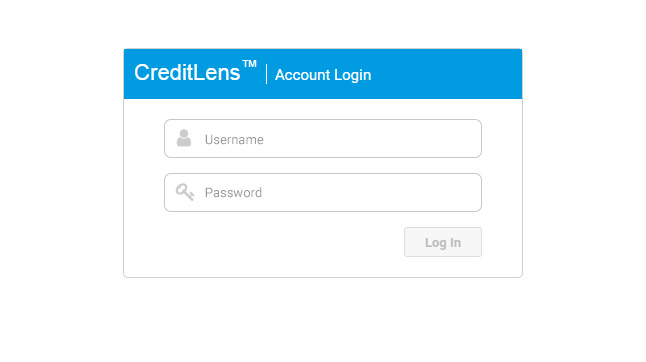 CreditLens™ | Account Login
Username
Password
Log In